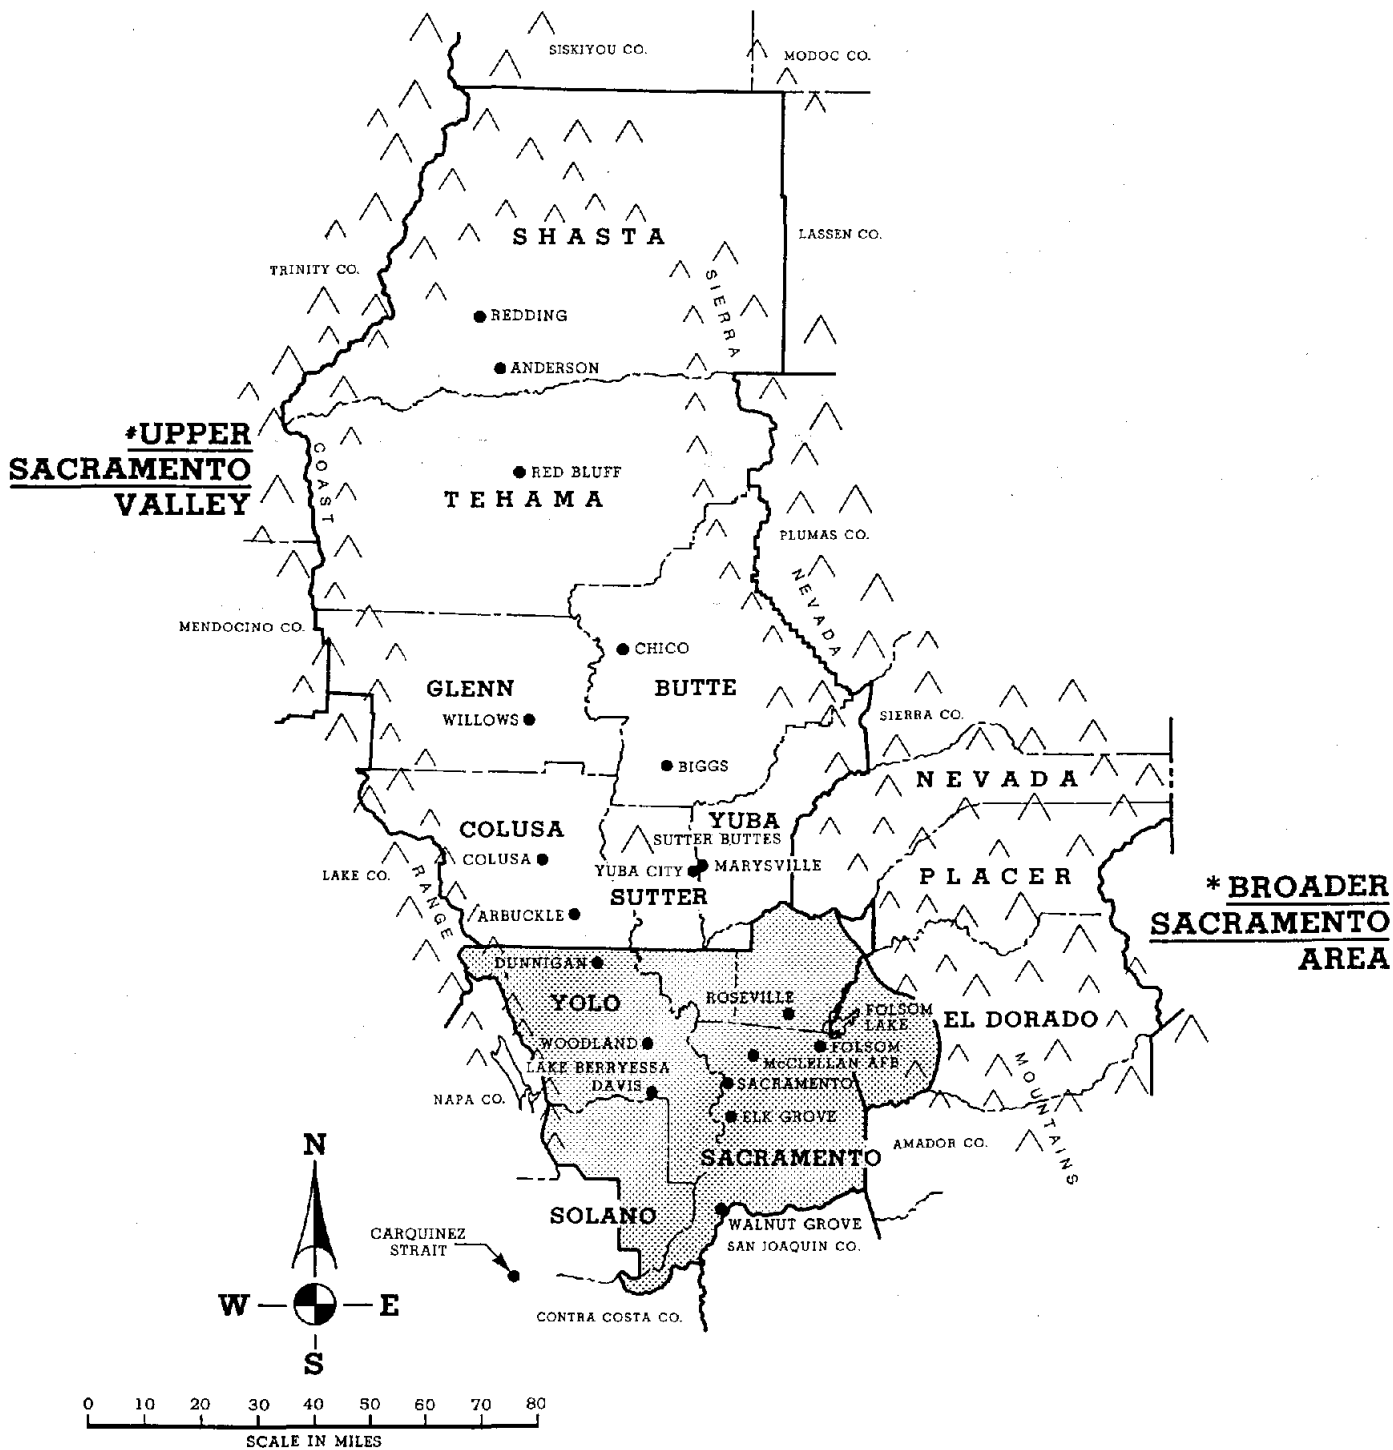 SISKIYOU CO.
MODOC CO.
SHASTA
LASSEN CO.
TRINITY CO.
SIERRA
REDDING
ANDERSON
*UPPER
SACRAMENTO
VALLEY
COAST
RED BLUFF
TEHAMA
PLUMAS CO.
NEVADA
MENDOCINO CO.
CHICO
GLENN
BUTTE
WILLOWS
SIERRA CO.
BIGGS
NEVADA
COLUSA
YUBA
SUTTER BUTTES
COLUSA
YUBA CITY
MARYSVILLE
LAKE CO.
RANGE
SUTTER
PLACER
*BROADER
SACRAMENTO
AREA
ARBUCKLE
DUNNIGAN
YOLO
ROSEVILLE
FOLSOM
LAKE
EL DORADO
WOODLAND
FOLSOM
McCLELLAN AFB
LAKE BERRYESSA
DAVIS
SACRAMENTO
NAPA CO.
ELK GROVE
MOUNTAINS
AMADOR CO.
SACRAMENTO
N
SOLANO
WALNUT GROVE
SAN JOAQUIN CO.
CARQUINEZ
STRAIT
W E
CONTRA COSTA CO.
S
0 10 20 30 40 50 60 70 80
SCALE IN MILES